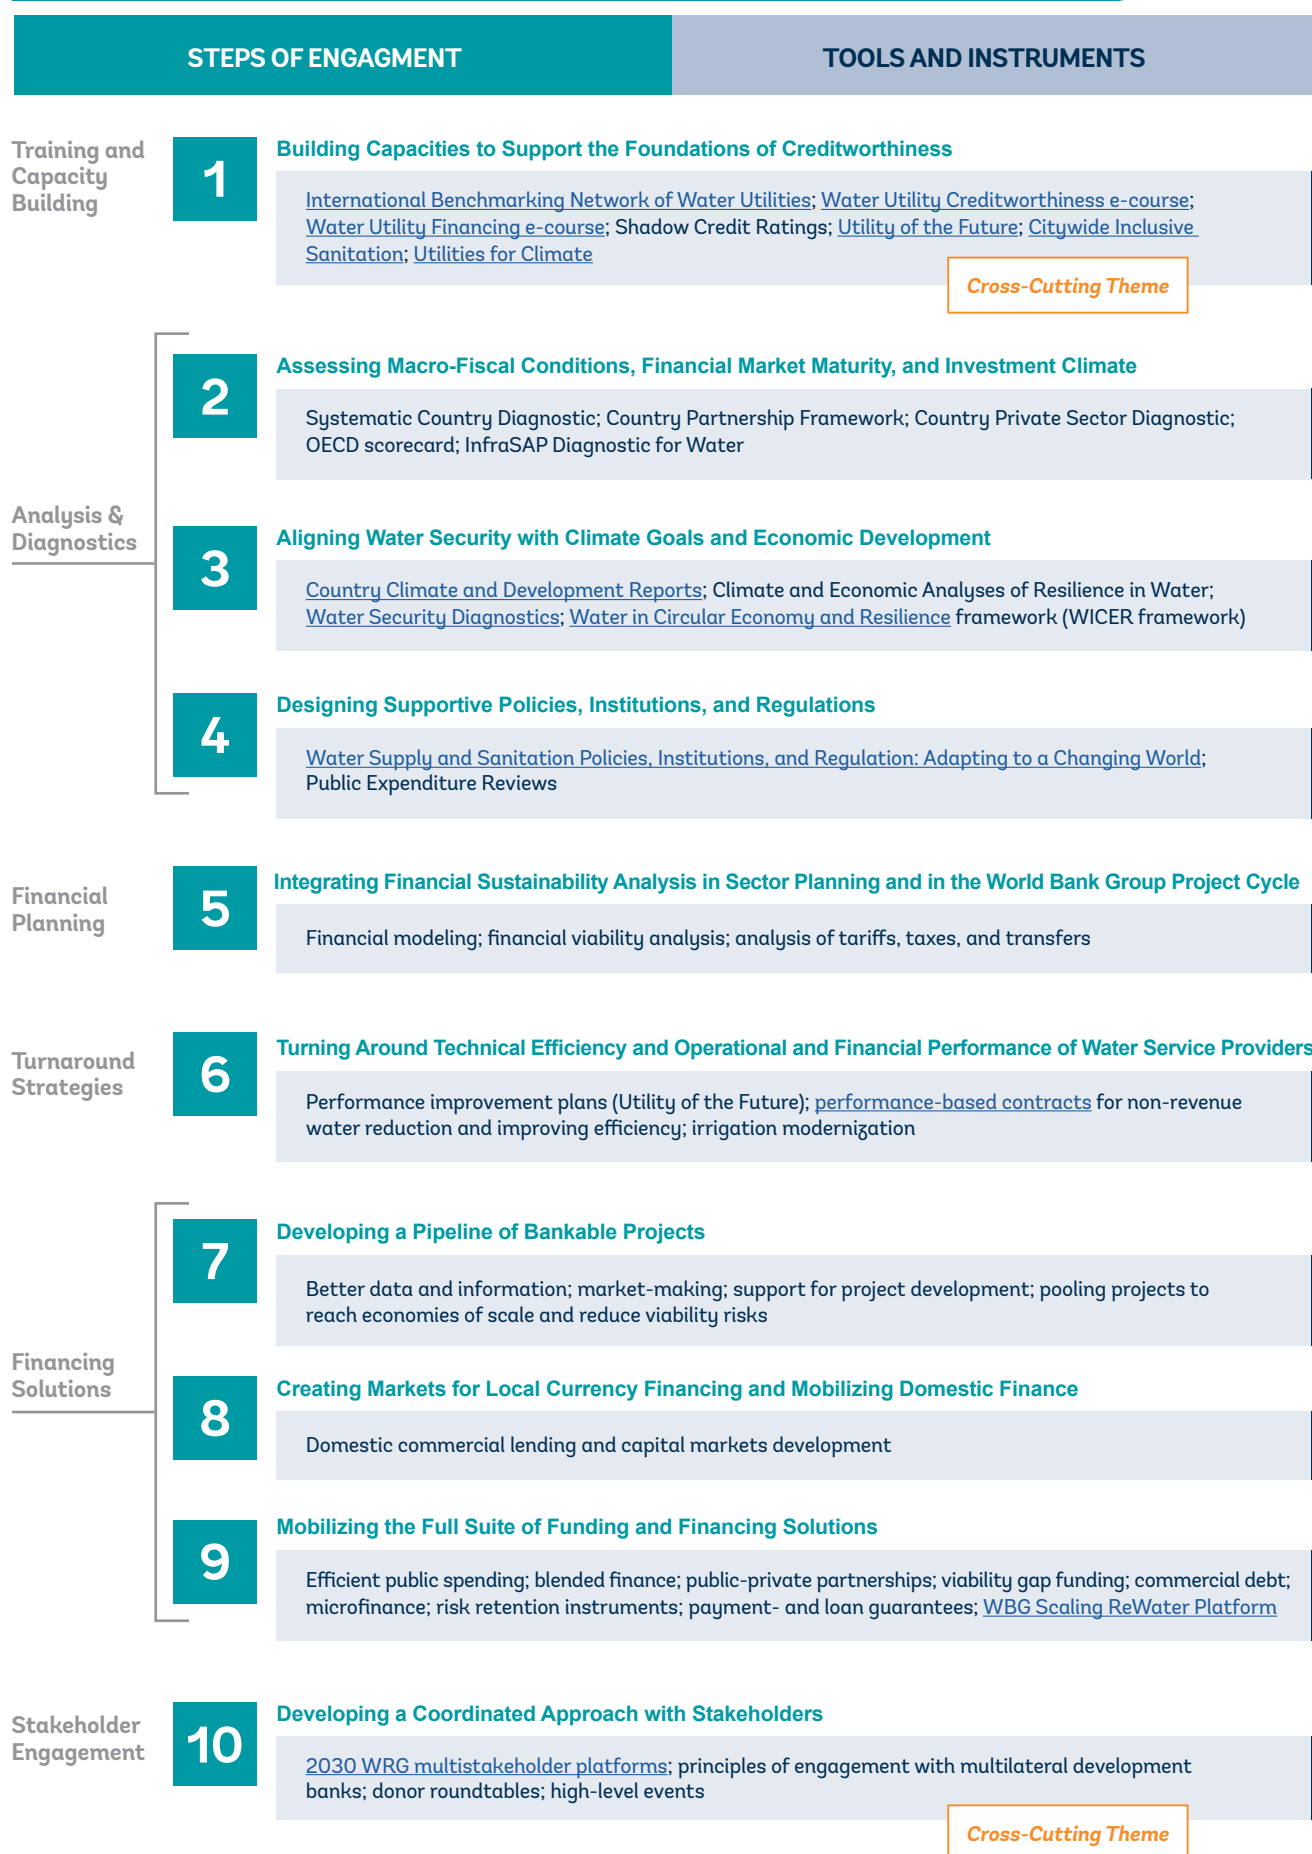 STEPS OF ENGAGMENT
TOOLS AND INSTRUMENTS
Training and
Capacity
Building
1
Building Capacities to Support the Foundations of Creditworthiness
International Benchmarking Network of Water Utilities; Water Utility Creditworthiness e-course;
Water Utility Financing e-course; Shadow Credit Ratings; Utility of the Future; Citywide Inclusive
Sanitation; Utilities for Climate
Cross-Cutting Theme
Analysis &
Diagnostics
2
Assessing Macro-Fiscal Conditions, Financial Market Maturity, and Investment Climate
Systematic Country Diagnostic; Country Partnership Framework; Country Private Sector Diagnostic;
OECD scorecard; InfraSAP Diagnostic for Water
3
Aligning Water Security with Climate Goals and Economic Development
Country Climate and Development Reports; Climate and Economic Analyses of Resilience in Water;
Water Security Diagnostics; Water in Circular Economy and Resilience framework (WICER framework)
4
Designing Supportive Policies, Institutions, and Regulations
Water Supply and Sanitation Policies, Institutions, and Regulation: Adapting to a Changing World;
Public Expenditure Reviews
Financial
Planning
5
Integrating Financial Sustainability Analysis in Sector Planning and in the World Bank Group Project Cycle
Financial modeling; financial viability analysis; analysis of tariffs, taxes, and transfers
Turnaround
Strategies
6
Turning Around Technical Efficiency and Operational and Financial Performance of Water Service Providers
Performance improvement plans (Utility of the Future); performance-based contracts for non-revenue
water reduction and improving efficiency; irrigation modernization
Financing
Solutions
7
Developing a Pipeline of Bankable Projects
Better data and information; market-making; support for project development; pooling projects to
reach economies of scale and reduce viability risks
8
Creating Markets for Local Currency Financing and Mobilizing Domestic Finance
Domestic commercial lending and capital markets development
9
Mobilizing the Full Suite of Funding and Financing Solutions
Efficient public spending; blended finance; public-private partnerships; viability gap funding; commercial debt;
microfinance; risk retention instruments; payment- and loan guarantees; WBG Scaling ReWater Platform
Stakeholder
Engagement
10
Developing a Coordinated Approach with Stakeholders
2030 WRG multistakeholder platforms; principles of engagement with multilateral development
banks; donor roundtables; high-level events
Cross-Cutting Theme